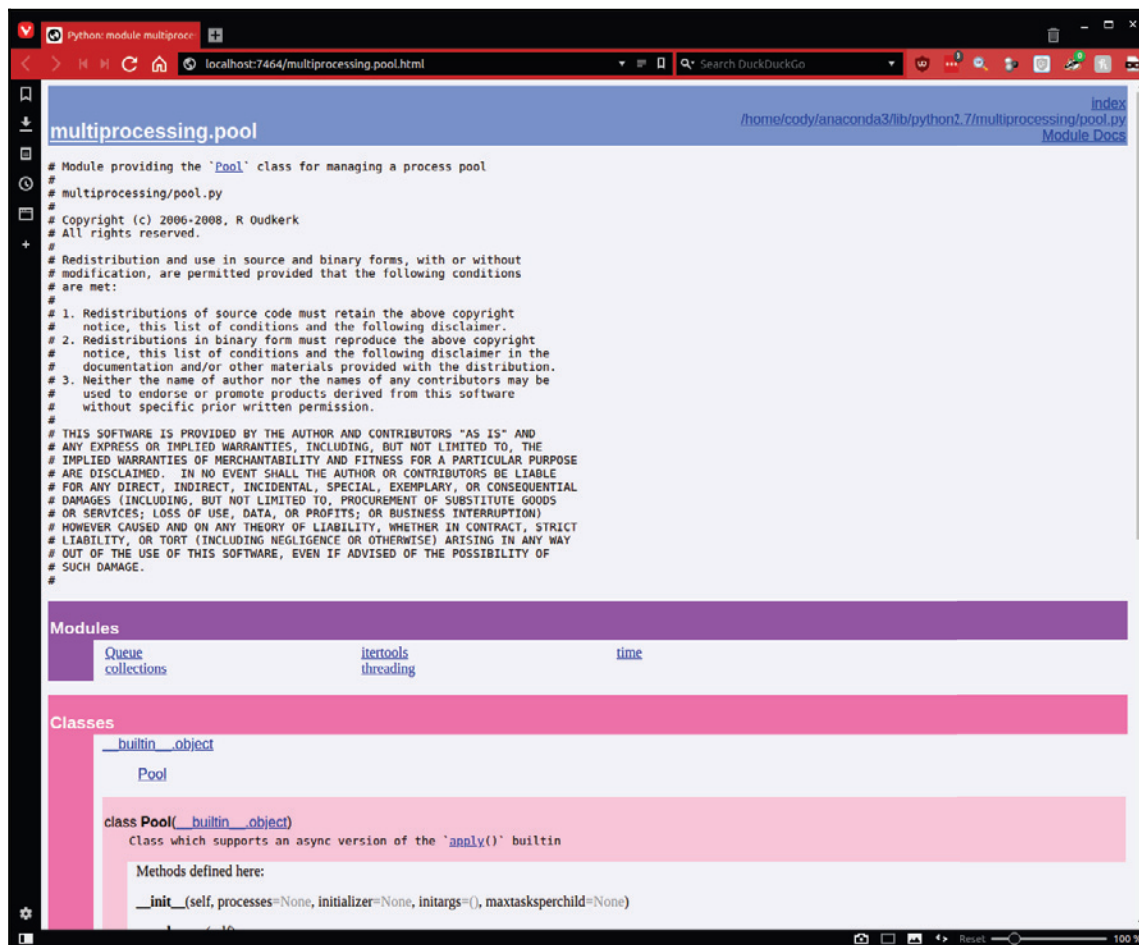 Python: module multiproce
localhost:7464/multiprocessing.pool.html
Search DuckDuckGo
index
multiprocessing.pool
/home/cody/anaconda3/lib/python2.7/multiprocessing/pool.py
Module Docs
# Module providing the `Pool` class for managing a process pool
#
# multiprocessing/pool.py
#
# Copyright (c) 2006-2008, R Oudkerk
# All rights reserved.
#
# Redistribution and use in source and binary forms, with or without
# modification, are permitted provided that the following conditions
# are met:
#
# 1. Redistributions of source code must retain the above copyright
#    notice, this list of conditions and the following disclaimer.
# 2. Redistributions in binary form must reproduce the above copyright
#    notice, this list of conditions and the following disclaimer in the
#    documentation and/or other materials provided with the distribution.
# 3. Neither the name of author nor the names of any contributors may be
#    used to endorse or promote products derived from this software
#    without specific prior written permission.
#
# THIS SOFTWARE IS PROVIDED BY THE AUTHOR AND CONTRIBUTORS "AS IS" AND
# ANY EXPRESS OR IMPLIED WARRANTIES, INCLUDING, BUT NOT LIMITED TO, THE
# IMPLIED WARRANTIES OF MERCHANTABILITY AND FITNESS FOR A PARTICULAR PURPOSE
# ARE DISCLAIMED.  IN NO EVENT SHALL THE AUTHOR OR CONTRIBUTORS BE LIABLE
# FOR ANY DIRECT, INDIRECT, INCIDENTAL, SPECIAL, EXEMPLARY, OR CONSEQUENTIAL
# DAMAGES (INCLUDING, BUT NOT LIMITED TO, PROCUREMENT OF SUBSTITUTE GOODS
# OR SERVICES; LOSS OF USE, DATA, OR PROFITS; OR BUSINESS INTERRUPTION)
# HOWEVER CAUSED AND ON ANY THEORY OF LIABILITY, WHETHER IN CONTRACT, STRICT
# LIABILITY, OR TORT (INCLUDING NEGLIGENCE OR OTHERWISE) ARISING IN ANY WAY
# OUT OF THE USE OF THIS SOFTWARE, EVEN IF ADVISED OF THE POSSIBILITY OF
# SUCH DAMAGE.
#
Modules
Queue itertools time
collections threading
Classes
__builtin__.object
Pool
class Pool(__builtin__.object)
Class which supports an async version of the `apply()` builtin
Methods defined here:
__init__(self, processes=None, initializer=None, initargs=(), maxtasksperchild=None)
Reset 100 %